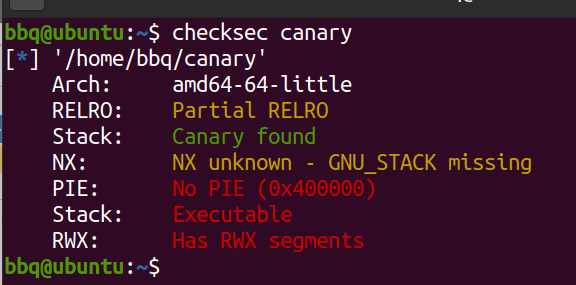 bbq@ubuntu:~$ checksec canary
[*] '/home/bbq/canary'
    Arch:     amd64-64-little
    RELRO:    Partial RELRO
    Stack:    Canary found
    NX:       NX unknown - GNU_STACK missing
    PIE:      No PIE (0x400000)
    Stack:    Executable
    RWX:      Has RWX segments
bbq@ubuntu:~$